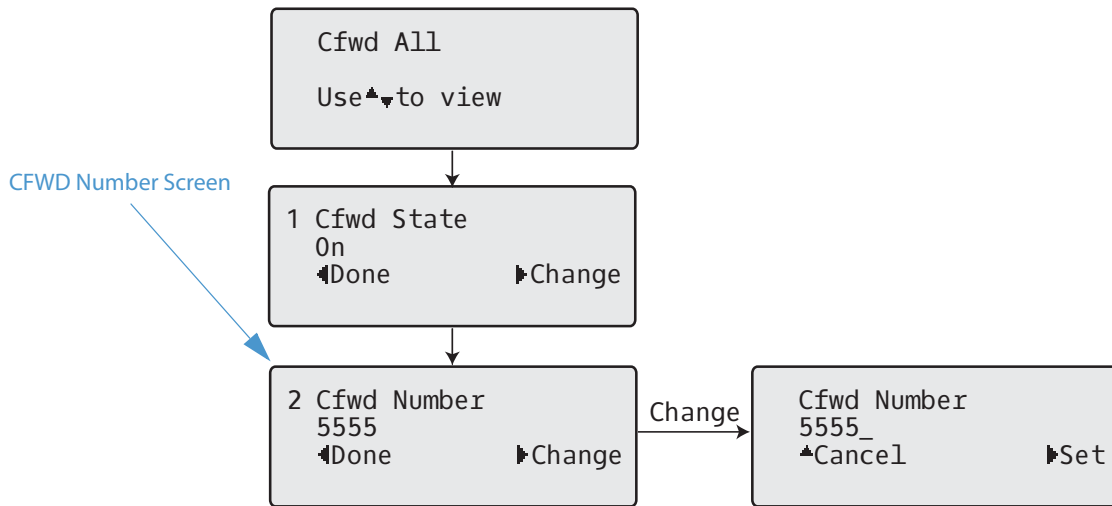 Cfwd All
Use▲▼to view
CFWD Number Screen
1 Cfwd State
On
◀Done ▶Change
2 Cfwd Number
5555
◀Done ▶Change
Change
Cfwd Number
5555_
▲Cancel ▶Set